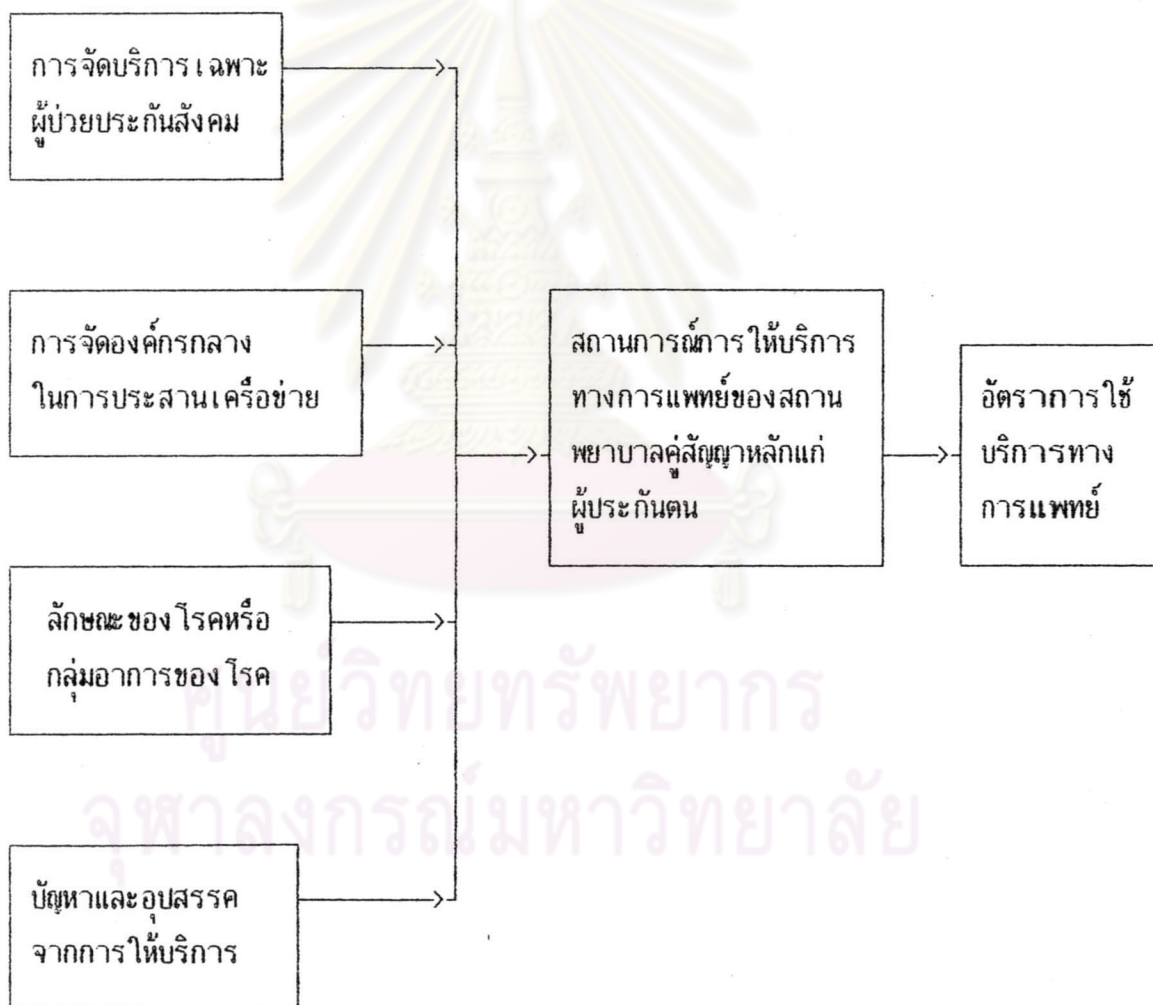 การจัดบริการเฉพาะ
ผู้ป่วยประกันสังคม
การจัดองค์กรกลาง
ในการประสานเครือข่าย
สถานการณ์การให้บริการ
ทางการแพทย์ของสถาน
พยาบาลคู่สัญญาหลักแก่
ผู้ประกันตน
อัตราการใช้
บริการทาง
การแพทย์
ลักษณะของโรคหรือ
กลุ่มอาการของโรค
ปัญหาและอุปสรรค
จากการให้บริการ
ศูนย์วิทยทรัพยากร
จุฬาลงกรณ์มหาวิทยาลัย